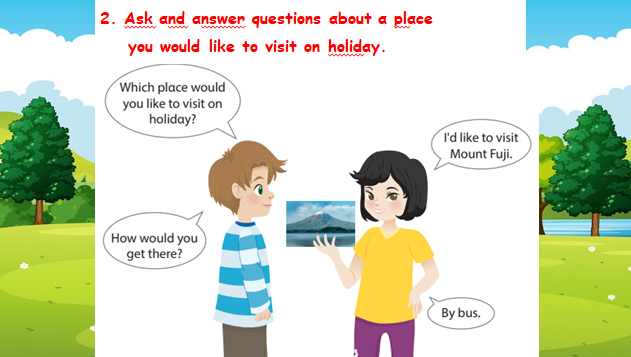 2. Ask and answer questions about a place
you would like to visit on holiday.
Which place would
you like to visit on
holiday?
I'd like to visit
Mount Fuji.
How would you
get there?
By bus.